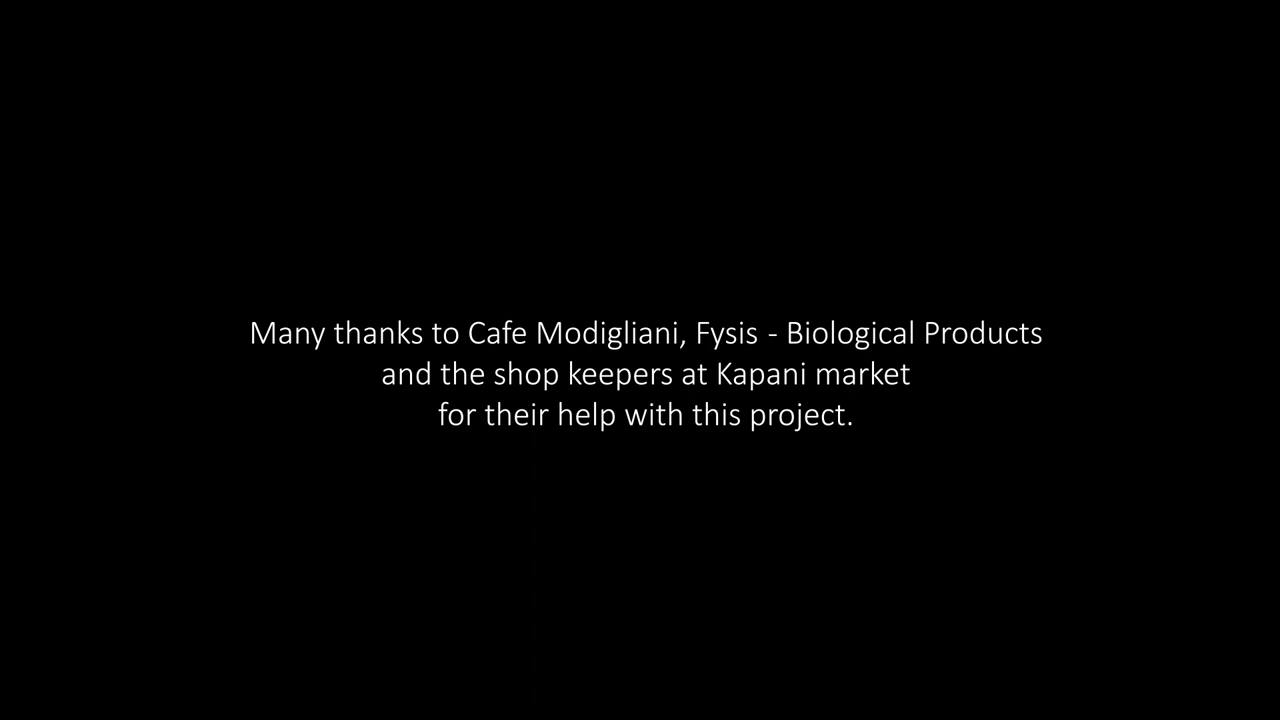 Many thanks to Cafe Modigliani, Fysis - Biological Products
and the shop keepers at Kapani market
for their help with this project.